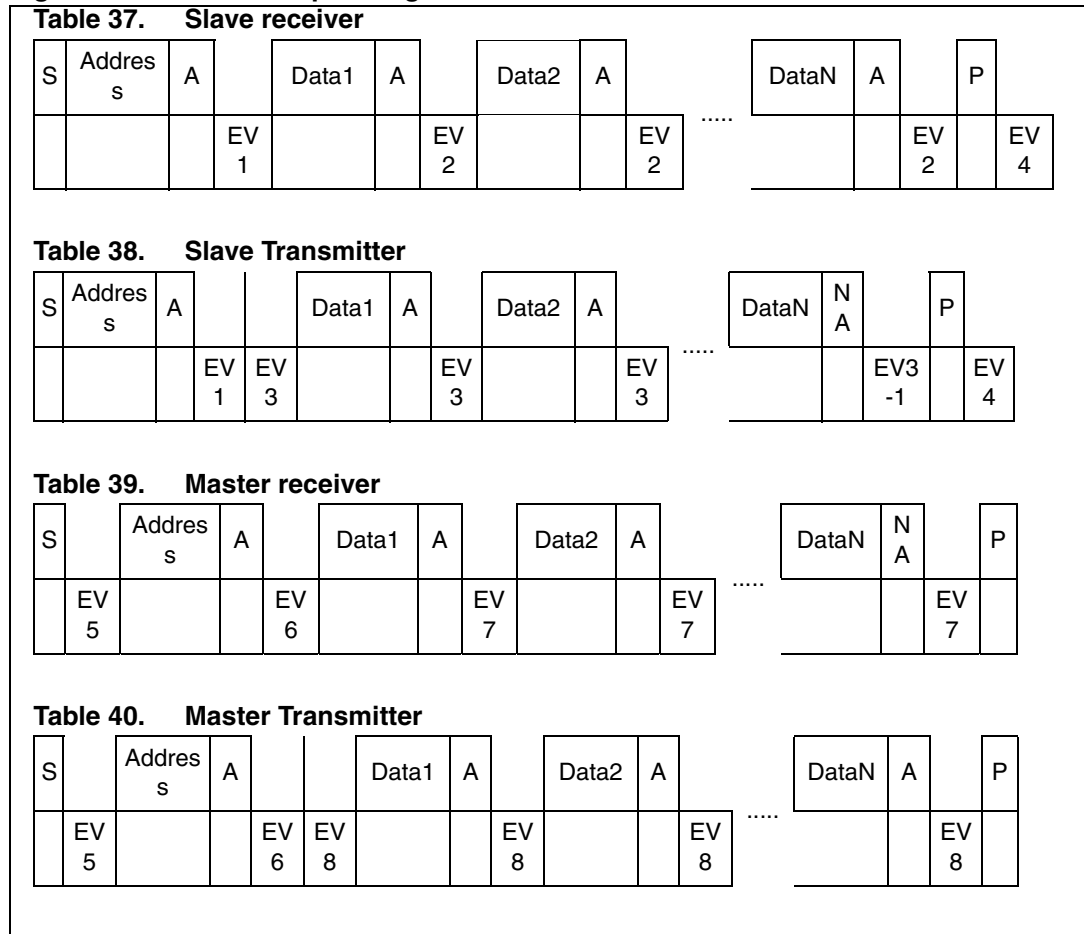 Table 37. Slave receiver
S Addres s A Data1 A Data2 A ..... DataN A P
EV 1 EV 2 EV 2 EV 2 EV 4
Table 38. Slave Transmitter
S Addres s A Data1 A Data2 A ..... DataN N A P
EV 1 EV 3 EV 3 EV 3 EV3 -1 EV 4
Table 39. Master receiver
S Addres s A Data1 A Data2 A ..... DataN N A P
EV 5 EV 6 EV 7 EV 7 EV 7
Table 40. Master Transmitter
S Addres s A Data1 A Data2 A ..... DataN A P
EV 5 EV 6 EV 8 EV 8 EV 8 EV 8